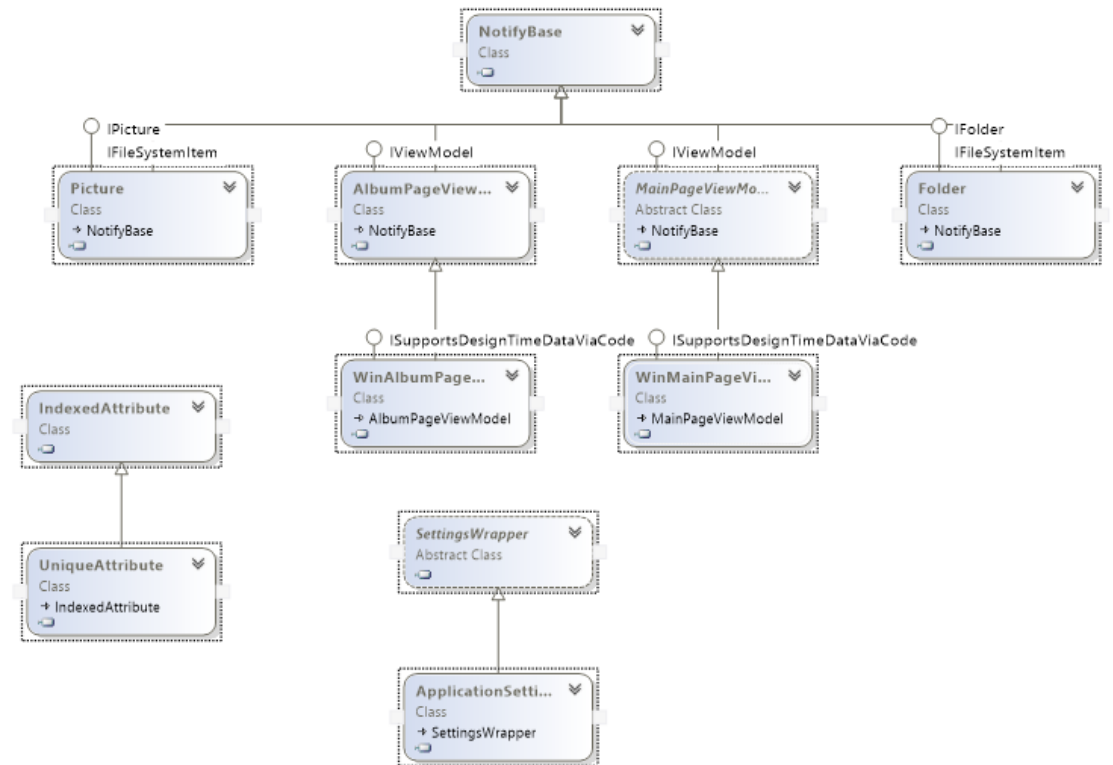 NotifyBase
Class
IPicture
IFileSystemItem
IViewModel
IViewModel
IFolder
IFileSystemItem
Picture
Class
NotifyBase
AlbumPageView...
Class
NotifyBase
MainPageViewMo...
Abstract Class
NotifyBase
Folder
Class
NotifyBase
ISupportsDesignTimeDataViaCode
ISupportsDesignTimeDataViaCode
WinAlbumPage...
Class
AlbumPageViewModel
WinMainPageVi...
Class
MainPageViewModel
IndexedAttribute
Class
UniqueAttribute
Class
IndexedAttribute
SettingsWrapper
Abstract Class
ApplicationSetti...
Class
SettingsWrapper